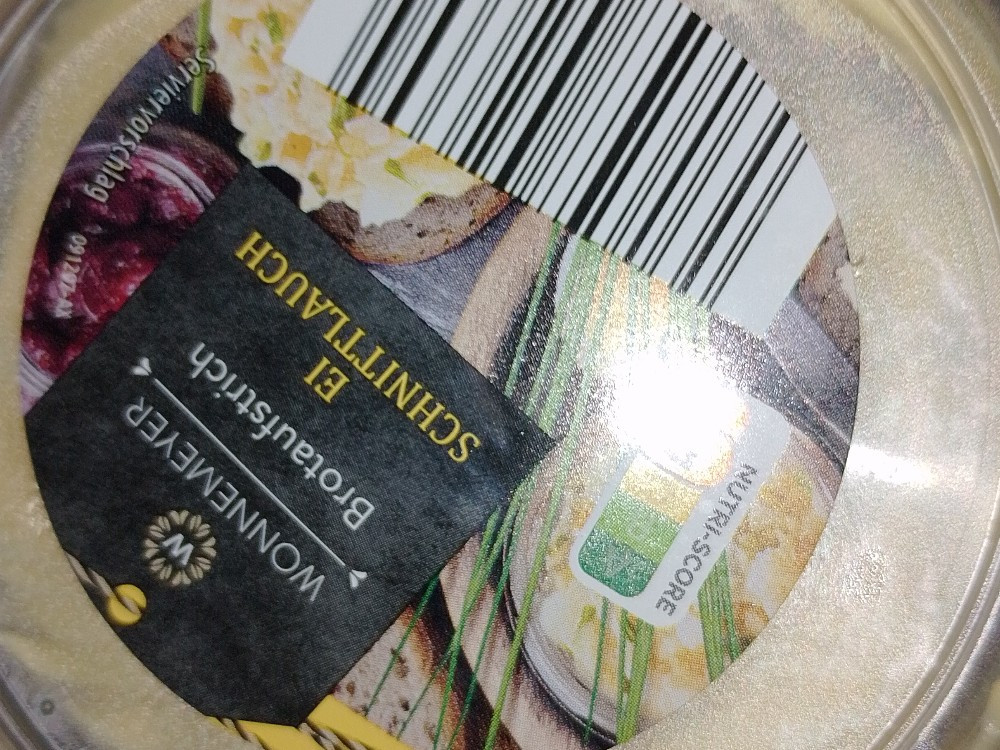 W
WONNEMEYER
Brotaufstrich
EI
SCHNITTLAUCH
NUTRI-SCORE
A
Serviervorschlag